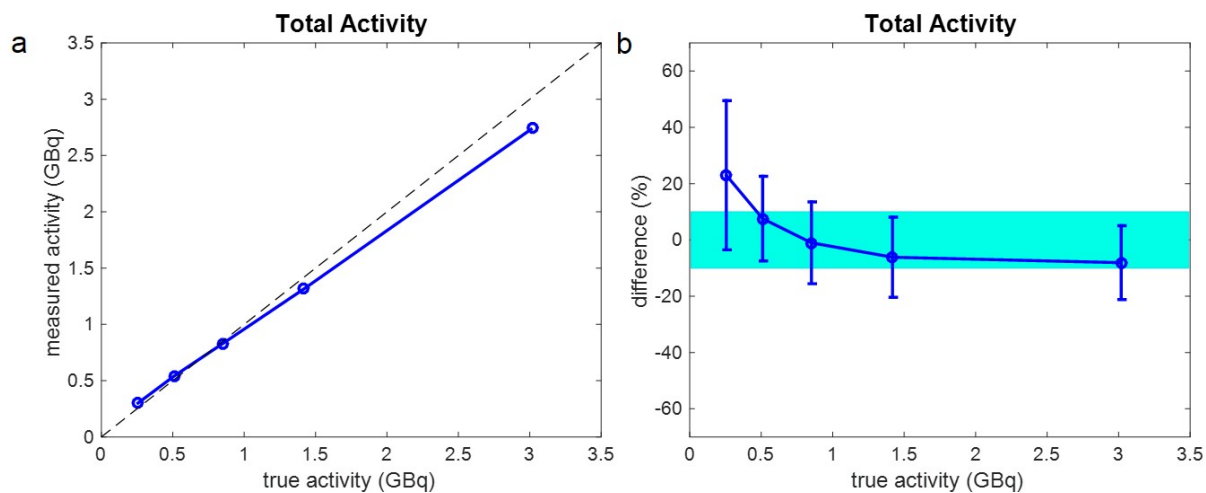 a
Total Activity
measured activity (GBq)
3.5
3
2.5
2
1.5
1
0.5
0
0 0.5 1 1.5 2 2.5 3 3.5
true activity (GBq)
b
Total Activity
difference (%)
60
40
20
0
-20
-40
-60
0 0.5 1 1.5 2 2.5 3 3.5
true activity (GBq)